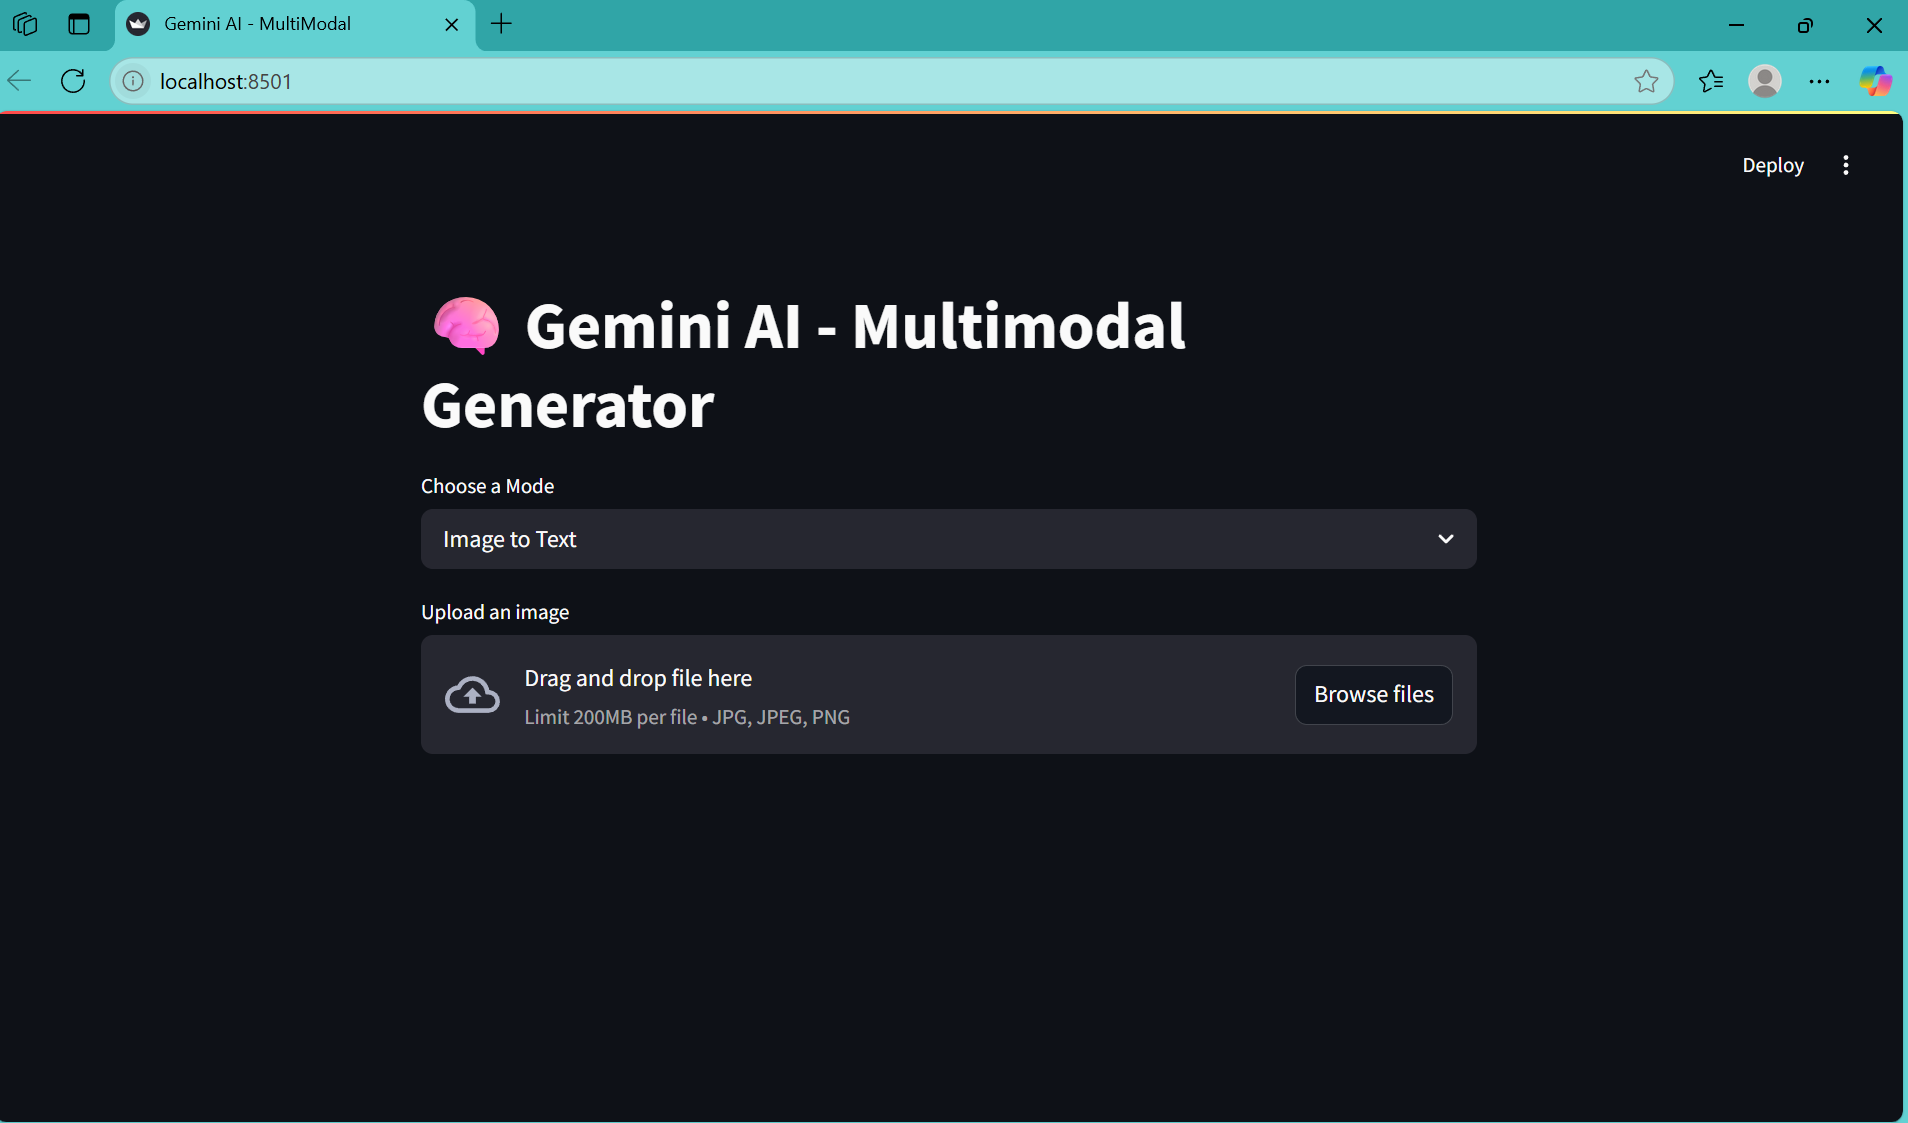 Gemini AI - MultiModal
localhost:8501
Deploy
🧠 Gemini AI - Multimodal
Generator
Choose a Mode
Image to Text
Upload an image
Drag and drop file here
Limit 200MB per file • JPG, JPEG, PNG
Browse files